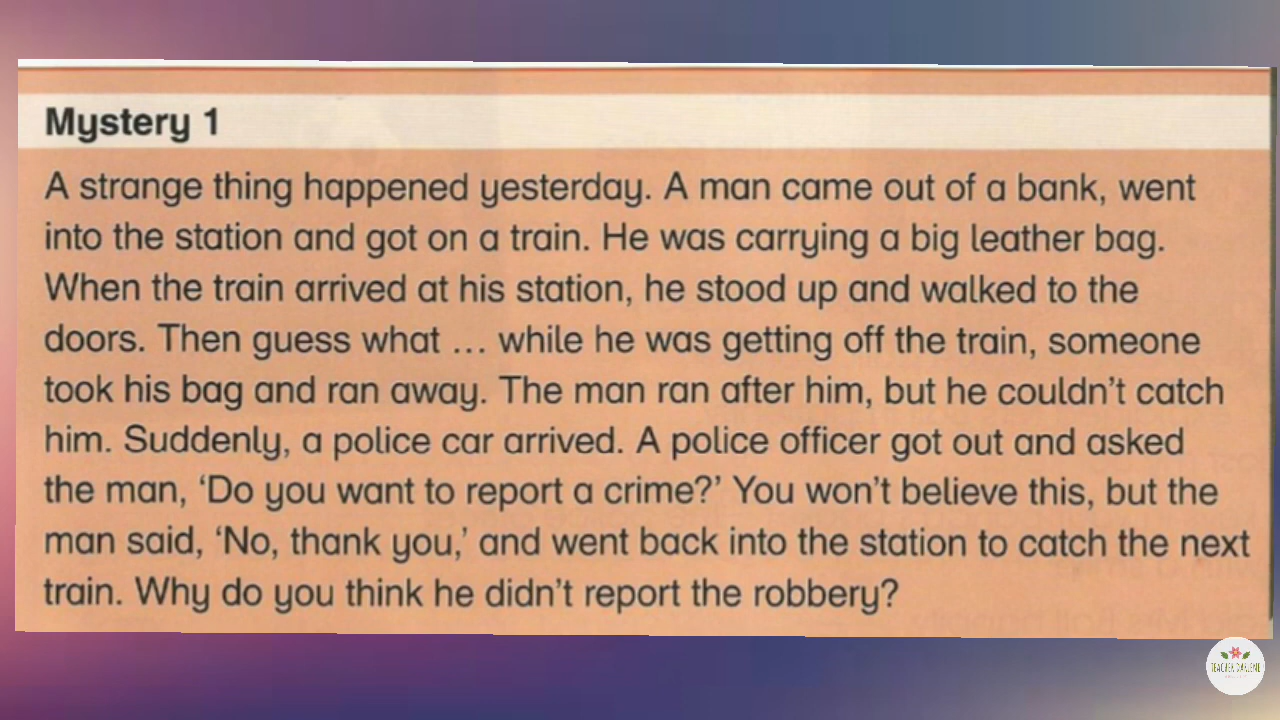 Mystery 1
A strange thing happened yesterday. A man came out of a bank, went
into the station and got on a train. He was carrying a big leather bag.
When the train arrived at his station, he stood up and walked to the
doors. Then guess what ... while he was getting off the train, someone
took his bag and ran away. The man ran after him, but he couldn't catch
him. Suddenly, a police car arrived. A police officer got out and asked
the man, ‘Do you want to report a crime?’ You won't believe this, but the
man said, ‘No, thank you,’ and went back into the station to catch the next
train. Why do you think he didn't report the robbery?
TEACHER DARLENE